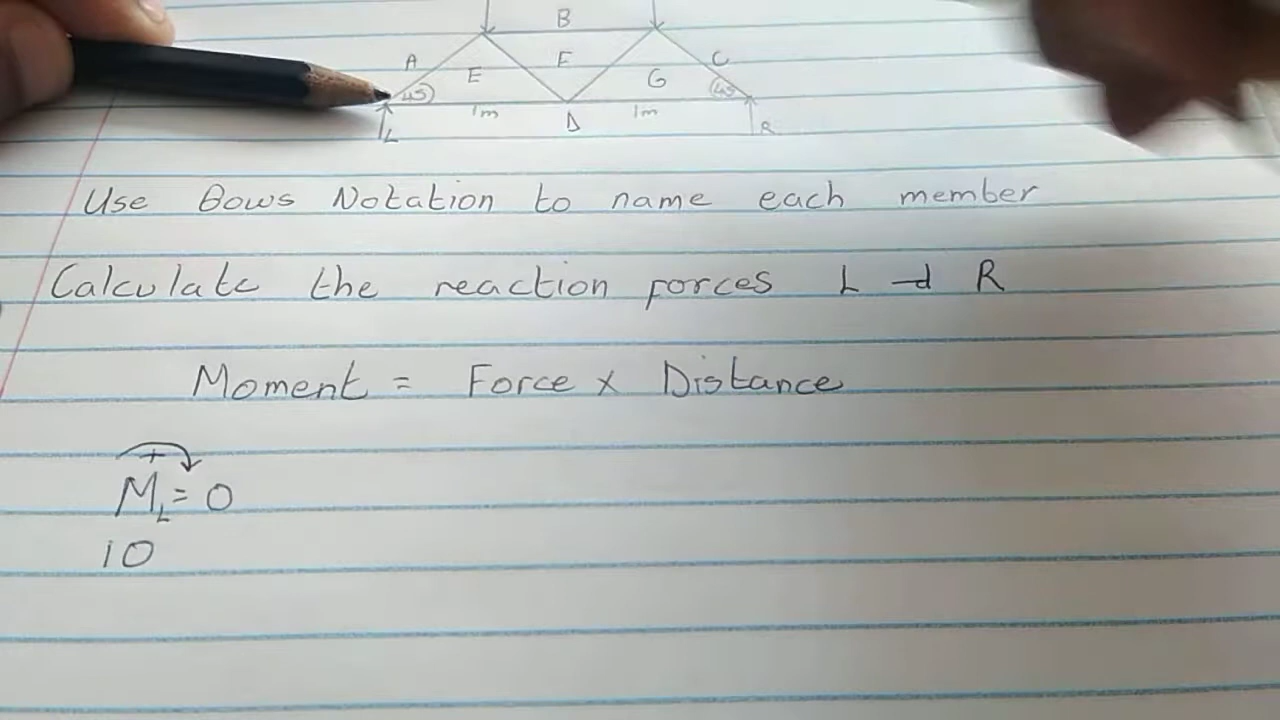 B
A E F G C
45 45
1m D 1m
L R
Use Bows Notation to name each member
Calculate the reaction forces L d R
Moment = Force x Distance
+
ML = 0
10